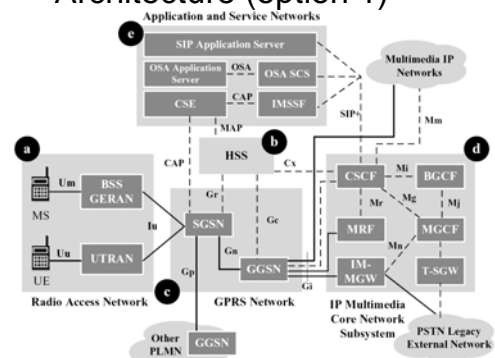 Architecture (option 1)
Application and Service Networks
e
SIP Application Server
OSA Application
Server
OSA
OSA SCS
CSE
CAP
IMSSF
Multimedia IP
Networks
MAP
SIP+
Mm
a
b
HSS
CAP
Cx
d
Um
BSS
GERAN
MS
Gr
Gc
CSCF
Mi
BGCF
Mr
Mg
Mj
Iu
SGSN
Uu
UTRAN
UE
Gn
MRF
MGCF
Mn
Gp
GGSN
Gi
IM-
MGW
T-SGW
Radio Access Network
c
GPRS Network
IP Multimedia
Core Network
Subsystem
PSTN Legacy
External Network
Other
PLMN
GGSN